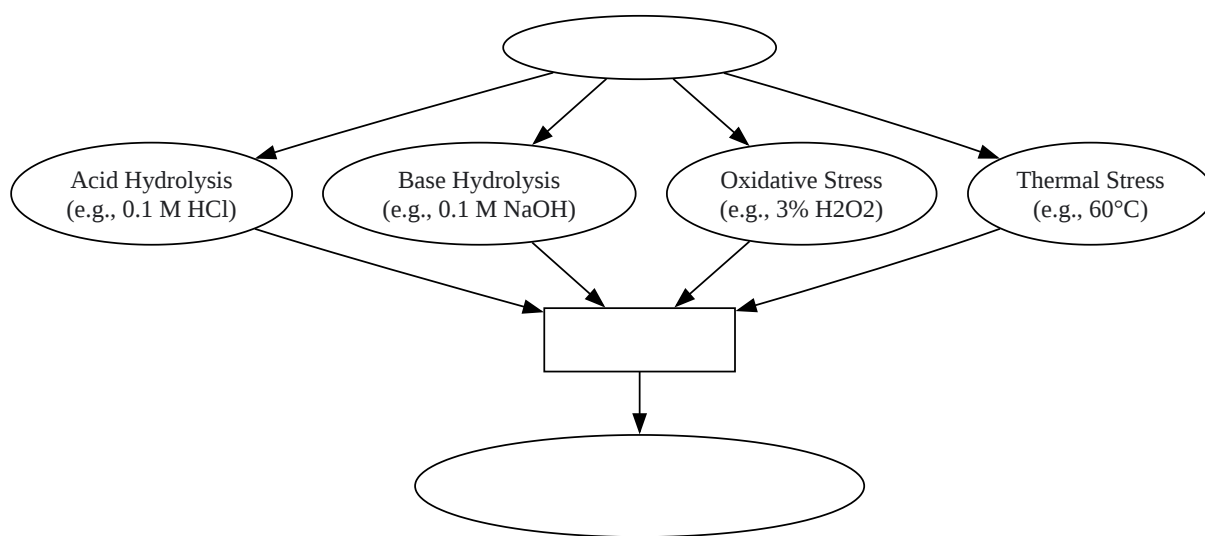 Acid Hydrolysis
(e.g., 0.1 M HCl)
Base Hydrolysis
(e.g., 0.1 M NaOH)
Oxidative Stress
(e.g., 3% H2O2)
Thermal Stress
(e.g., 60°C)